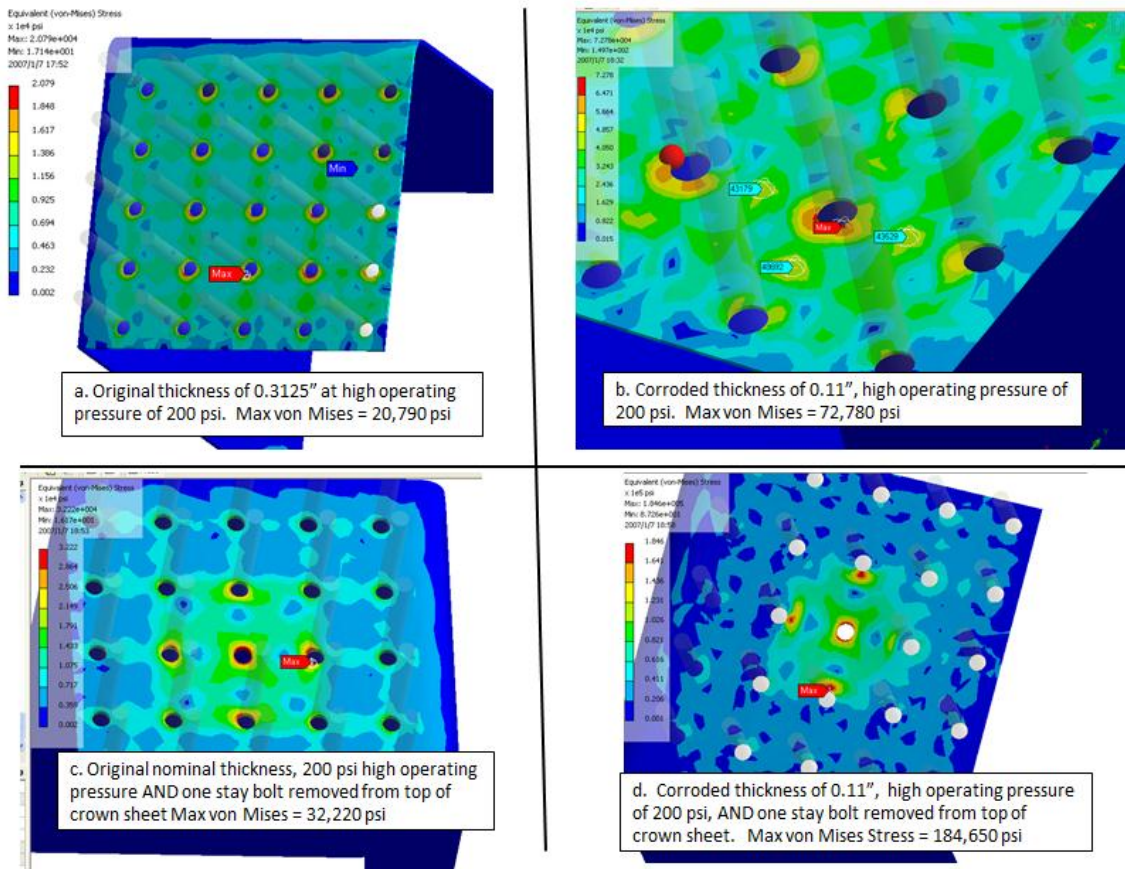 Equivalent (von-Mises) Stress
x 1e4 psi
Max: 2.079e+004
Min: 1.714e+001
2007/1/7 17:52
2.079
1.848
1.617
1.386
1.156
0.925
0.694
0.463
0.232
0.002
Min
Max
a. Original thickness of 0.3125" at high operating
pressure of 200 psi. Max von Mises = 20,790 psi
Equivalent (von-Mises) Stress
x 1e4 psi
Max: 7.278e+004
Min: 1.497e+002
2007/1/7 18:32
7.278
6.471
5.664
4.857
4.050
3.243
2.436
1.629
0.822
0.015
43179
Max
43528
b. Corroded thickness of 0.11", high operating pressure of
200 psi. Max von Mises = 72,780 psi
Equivalent (von-Mises) Stress
x 1e4 psi
Max: 3.222e+004
Min: 1.617e+001
2007/1/7 18:53
3.222
2.864
2.506
2.149
1.791
1.433
1.075
0.717
0.359
0.002
Max
c. Original nominal thickness, 200 psi high operating
pressure AND one stay bolt removed from top of
crown sheet Max von Mises = 32,220 psi
Equivalent (von-Mises) Stress
x 1e5 psi
Max: 1.846e+005
Min: 8.726e+001
2007/1/7 18:58
1.846
1.641
1.436
1.231
1.026
0.821
0.616
0.411
0.206
0.001
Max
d. Corroded thickness of 0.11", high operating pressure
of 200 psi, AND one stay bolt removed from top of
crown sheet. Max von Mises Stress = 184,650 psi